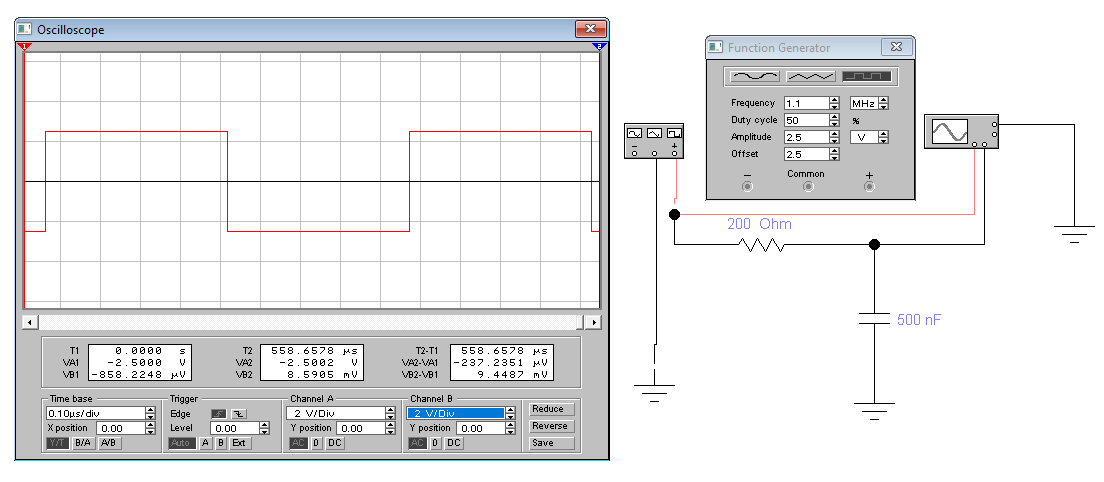 Oscilloscope
1
2
T1 0.0000 s T2 558.6578 µs T2-T1 558.6578 µs
VA1 -2.5000 V VA2 -2.5002 V VA2-VA1 -237.2351 µV
VB1 -858.2248 µV VB2 8.5905 mV VB2-VB1 9.4487 mV
Time base
0.10µs/div
X position 0.00
Y/T B/A A/B
Trigger
Edge
Level 0.00
Auto A B Ext
Channel A
2 V/Div
Y position 0.00
AC 0 DC
Channel B
2 V/Div
Y position 0.00
AC 0 DC
Reduce
Reverse
Save
Function Generator
Frequency 1.1 MHz
Duty cycle 50 %
Amplitude 2.5 V
Offset 2.5
− Common +
− +
200 Ohm
500 nF